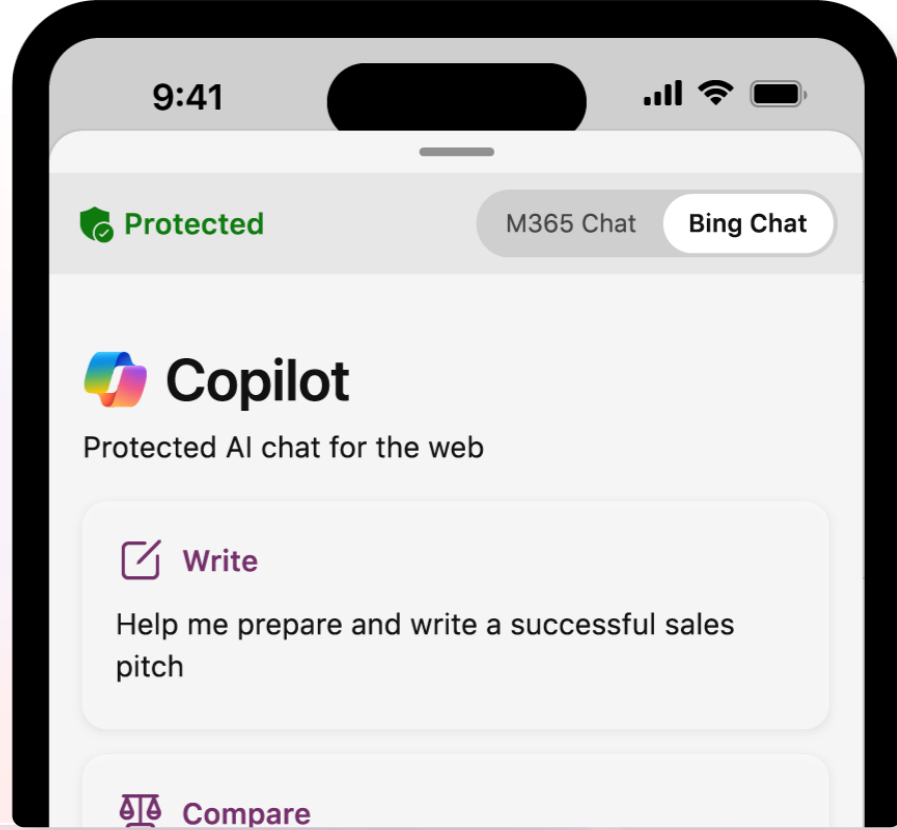 9:41
Protected
M365 Chat
Bing Chat
Copilot
Protected AI chat for the web
Write
Help me prepare and write a successful sales
pitch
Compare